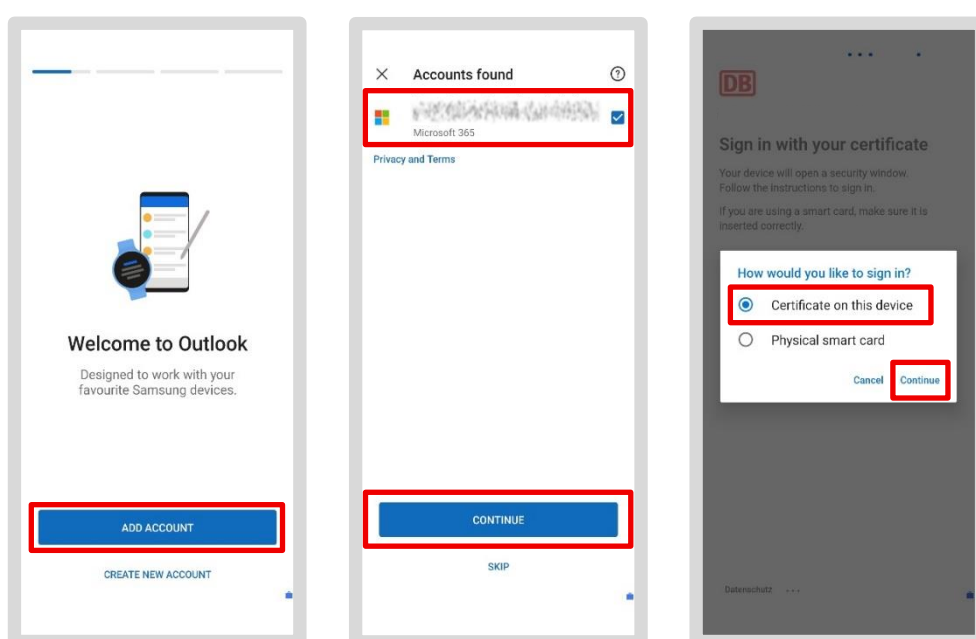 Welcome to Outlook
Designed to work with your
favourite Samsung devices.
ADD ACCOUNT
CREATE NEW ACCOUNT
Accounts found
Microsoft 365
Privacy and Terms
CONTINUE
SKIP
DB
Sign in with your certificate
Your device will open a security window.
Follow the instructions to sign in.
If you are using a smart card, make sure it is
inserted correctly.
How would you like to sign in?
Certificate on this device
Physical smart card
Cancel Continue
Datenschutz ...